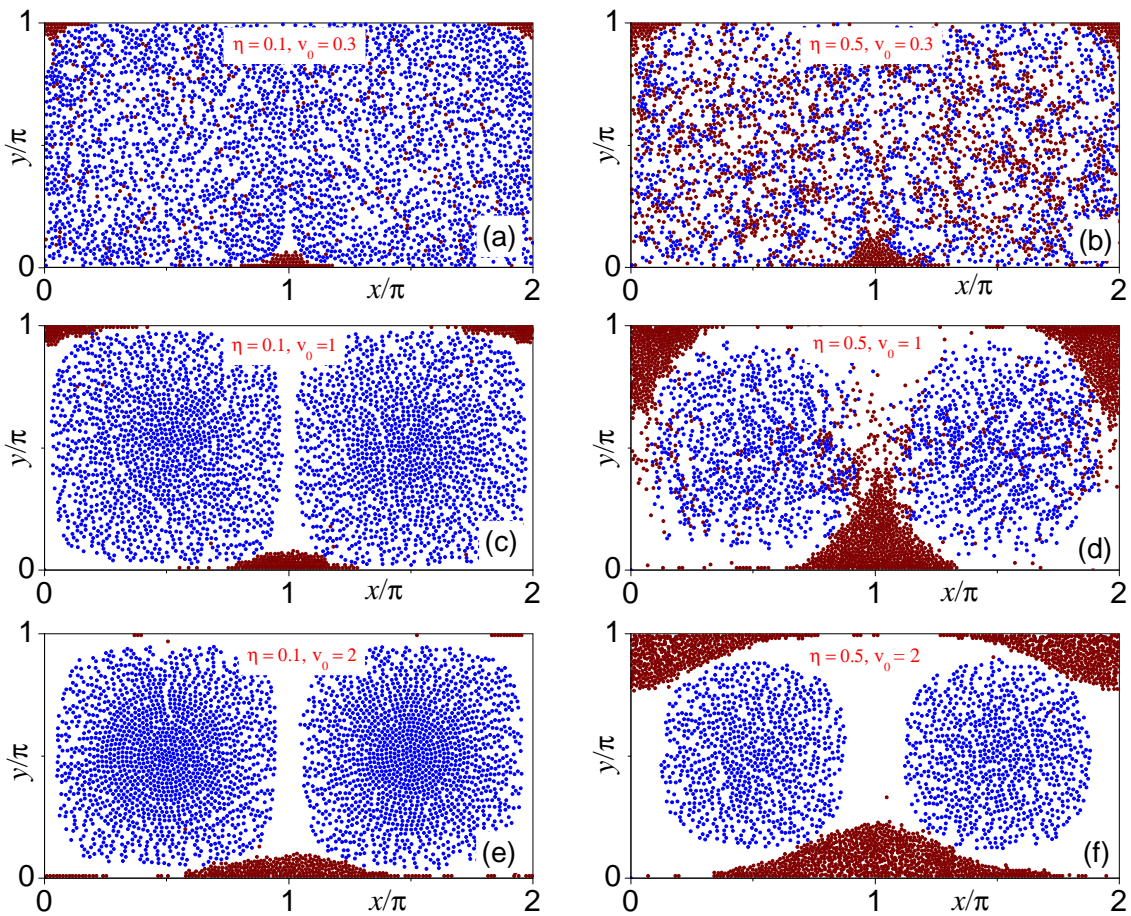 1
η = 0.1, v₀ = 0.3
y/π
(a)
0
0 1 x/π 2
1
η = 0.5, v₀ = 0.3
y/π
(b)
0
0 1 x/π 2
1
η = 0.1, v₀ =1
y/π
(c)
0
0 1 x/π 2
1
η = 0.5, v₀ = 1
y/π
(d)
0
0 1 x/π 2
1
η = 0.1, v₀ = 2
y/π
(e)
0
0 1 x/π 2
1
η = 0.5, v₀ = 2
y/π
(f)
0
0 1 x/π 2